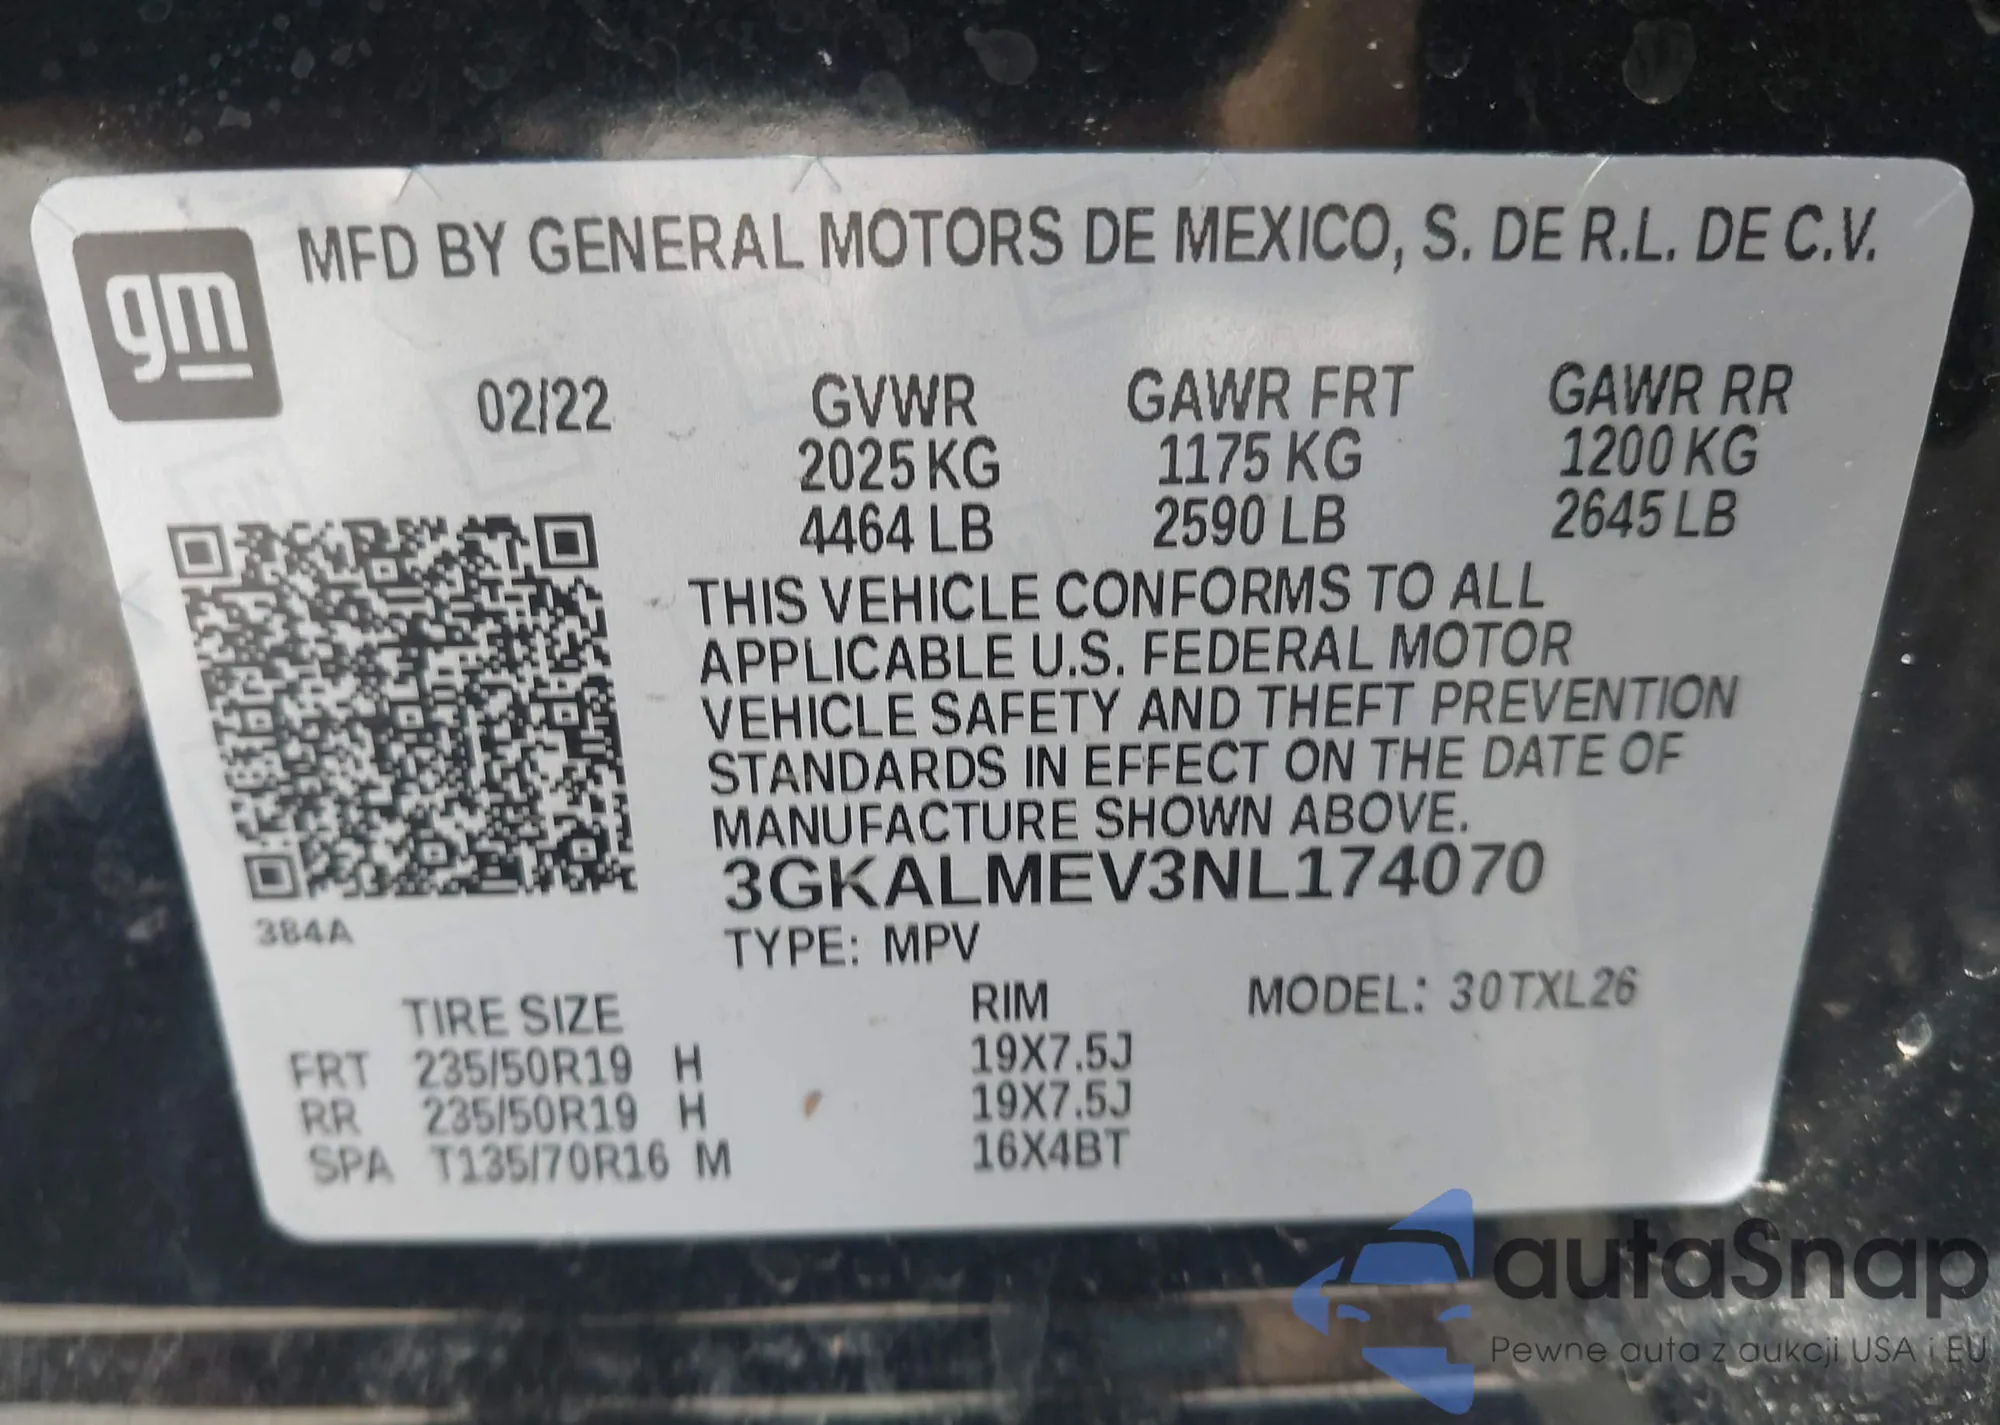 gm
MFD BY GENERAL MOTORS DE MEXICO, S. DE R.L. DE C.V.
02/22 GVWR GAWR FRT GAWR RR
2025 KG 1175 KG 1200 KG
4464 LB 2590 LB 2645 LB
THIS VEHICLE CONFORMS TO ALL
APPLICABLE U.S. FEDERAL MOTOR
VEHICLE SAFETY AND THEFT PREVENTION
STANDARDS IN EFFECT ON THE DATE OF
MANUFACTURE SHOWN ABOVE.
3GKALMEV3NL174070
384A
TYPE: MPV
TIRE SIZE RIM MODEL: 30TXL26
FRT 235/50R19 H 19X7.5J
RR 235/50R19 H 19X7.5J
SPA T135/70R16 M 16X4BT
autaSnap
Pewne auta z aukcji USA i EU